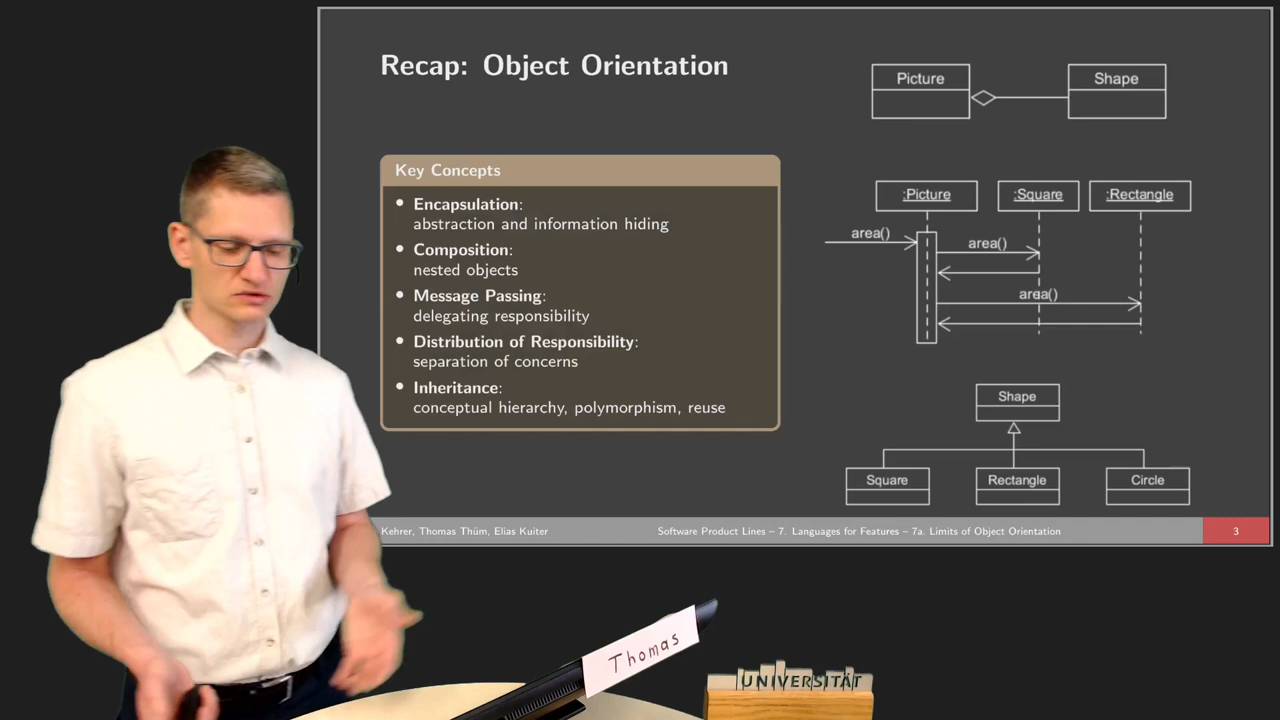 Recap: Object Orientation
Key Concepts
Encapsulation:
abstraction and information hiding
Composition:
nested objects
Message Passing:
delegating responsibility
Distribution of Responsibility:
separation of concerns
Inheritance:
conceptual hierarchy, polymorphism, reuse
Picture
Shape
:Picture
:Square
:Rectangle
area()
area()
area()
Shape
Square
Rectangle
Circle
Kehrer, Thomas Thüm, Elias Kuiter
Software Product Lines – 7. Languages for Features – 7a. Limits of Object Orientation
3
Thomas
UNIVERSITÄT